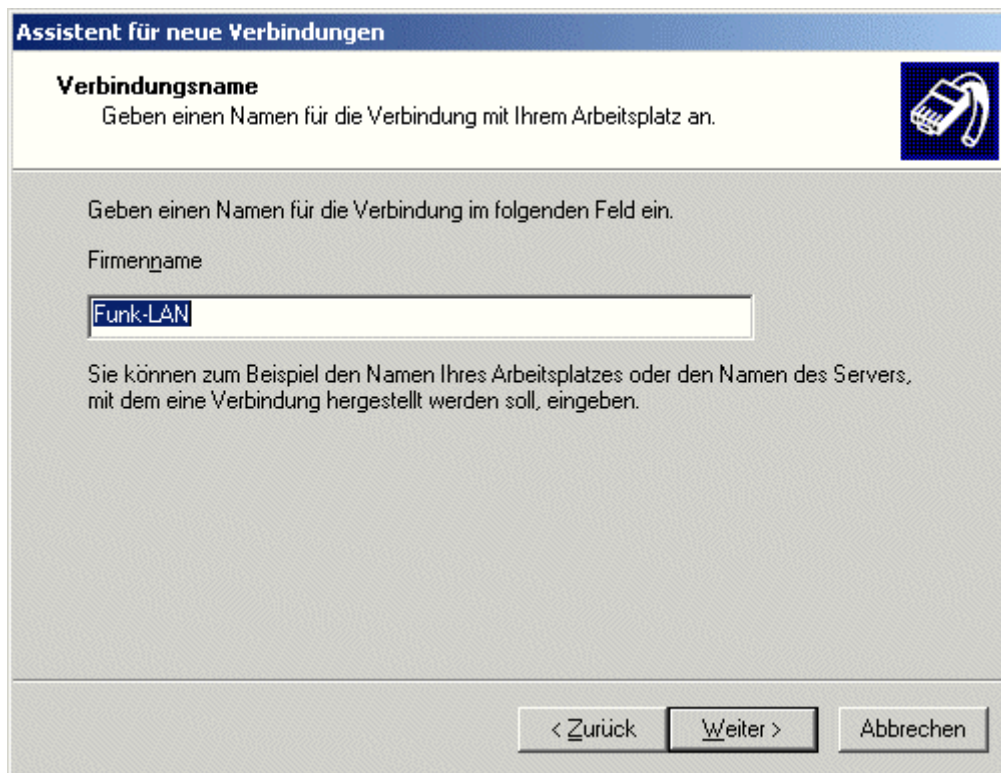 Assistent für neue Verbindungen
Verbindungsname
Geben einen Namen für die Verbindung mit Ihrem Arbeitsplatz an.
Geben einen Namen für die Verbindung im folgenden Feld ein.
Firmenname
Funk-LAN
Sie können zum Beispiel den Namen Ihres Arbeitsplatzes oder den Namen des Servers,
mit dem eine Verbindung hergestellt werden soll, eingeben.
< Zurück Weiter > Abbrechen